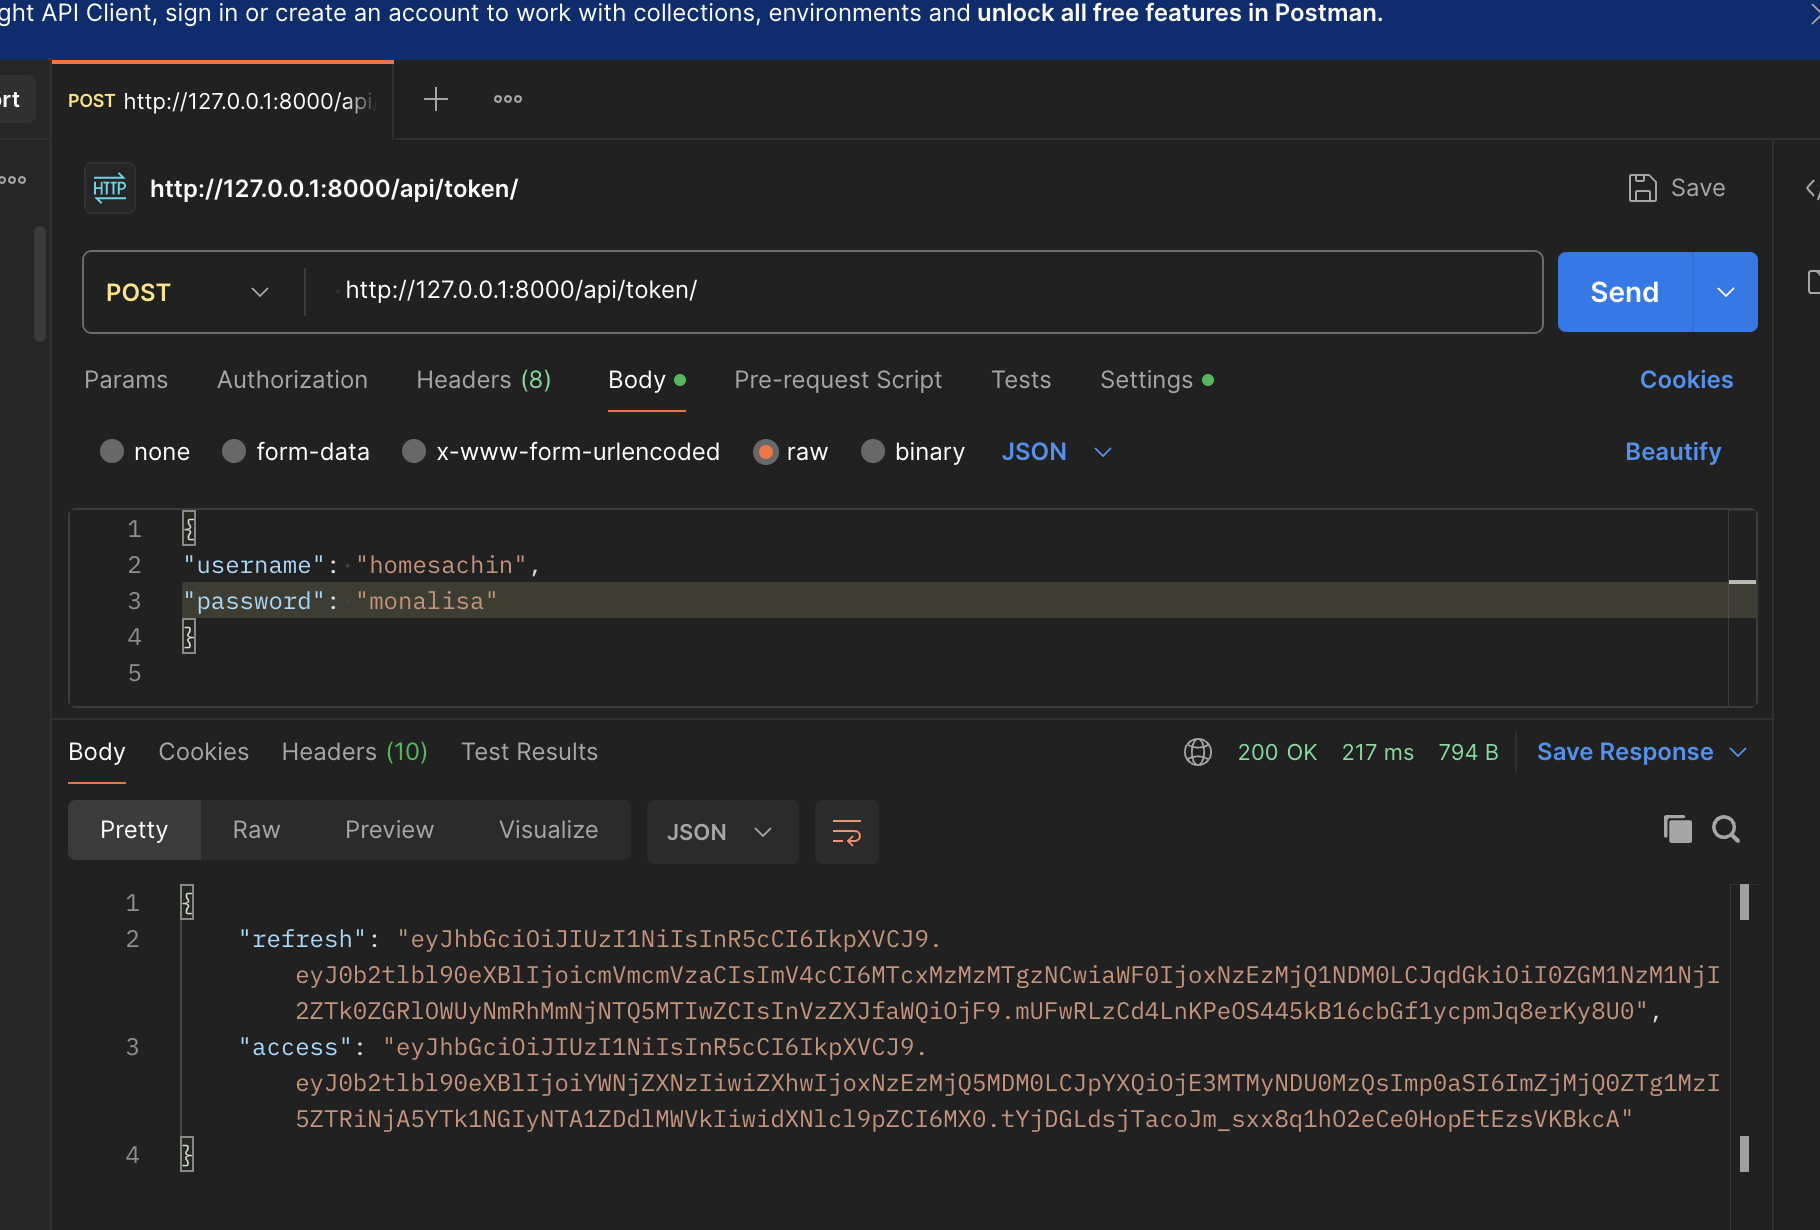 ght API Client, sign in or create an account to work with collections, environments and unlock all free features in Postman.
rt
POST http://127.0.0.1:8000/api
HTTP http://127.0.0.1:8000/api/token/
Save
POST http://127.0.0.1:8000/api/token/
Send
Params Authorization Headers (8) Body Pre-request Script Tests Settings Cookies
none form-data x-www-form-urlencoded raw binary JSON Beautify
1 {
2 "username": "homesachin",
3 "password": "monalisa"
4 }
5
Body Cookies Headers (10) Test Results 200 OK 217 ms 794 B Save Response
Pretty Raw Preview Visualize JSON
1 {
2 "refresh": "eyJhbGciOiJIUzI1NiIsInR5cCI6IkpXVCJ9.
eyJ0b2tlbl90eXBlIjoicmVmcmVzaCIsImV4cCI6MTcxMzMzMTgzNCwiaWF0IjoxNzEzMjQ1NDM0LCJqdGkiOiI0ZGM1NzM1NjI
2ZTk0ZGRlOWUyNmRhMmNjNTQ5MTIwZCIsInVzZXJfaWQiOjF9.mUFwRLzCd4LnKPeOS445kB16cbGf1ycpmJq8erKy8U0",
3 "access": "eyJhbGciOiJIUzI1NiIsInR5cCI6IkpXVCJ9.
eyJ0b2tlbl90eXBlIjoiYWNjZXNzIiwiZXhwIjoxNzEzMjQ5MDM0LCJpYXQiOjE3MTMyNDU0MzQsImp0aSI6ImZjMjQ0ZTg1MzI
5ZTRiNjA5YTk1NGIyNTA1ZDdlMWVkIiwidXNlcl9pZCI6MX0.tYjDGLdsjTacoJm_sxx8q1hO2eCe0HopEtEzsVKBkcA"
4 }